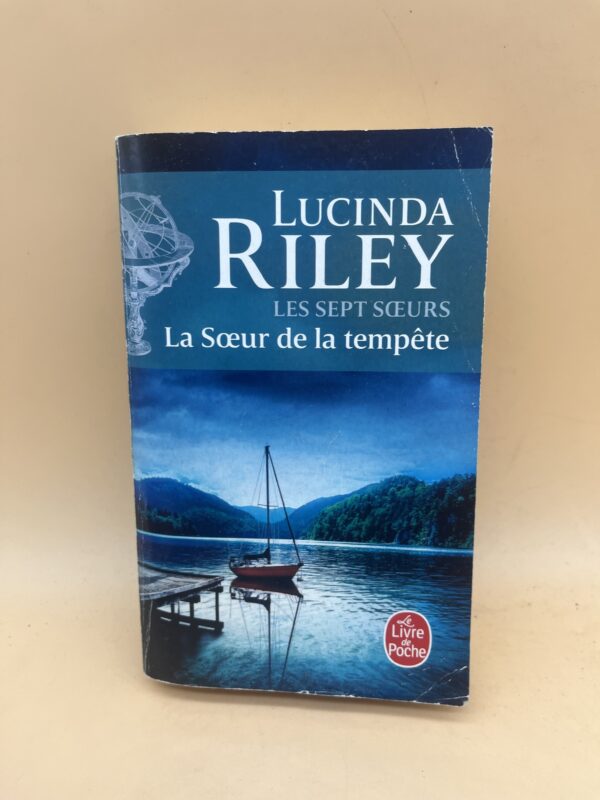 LUCINDA
RILEY
LES SEPT SŒURS
La Sœur de la tempête
Le
Livre
de
Poche